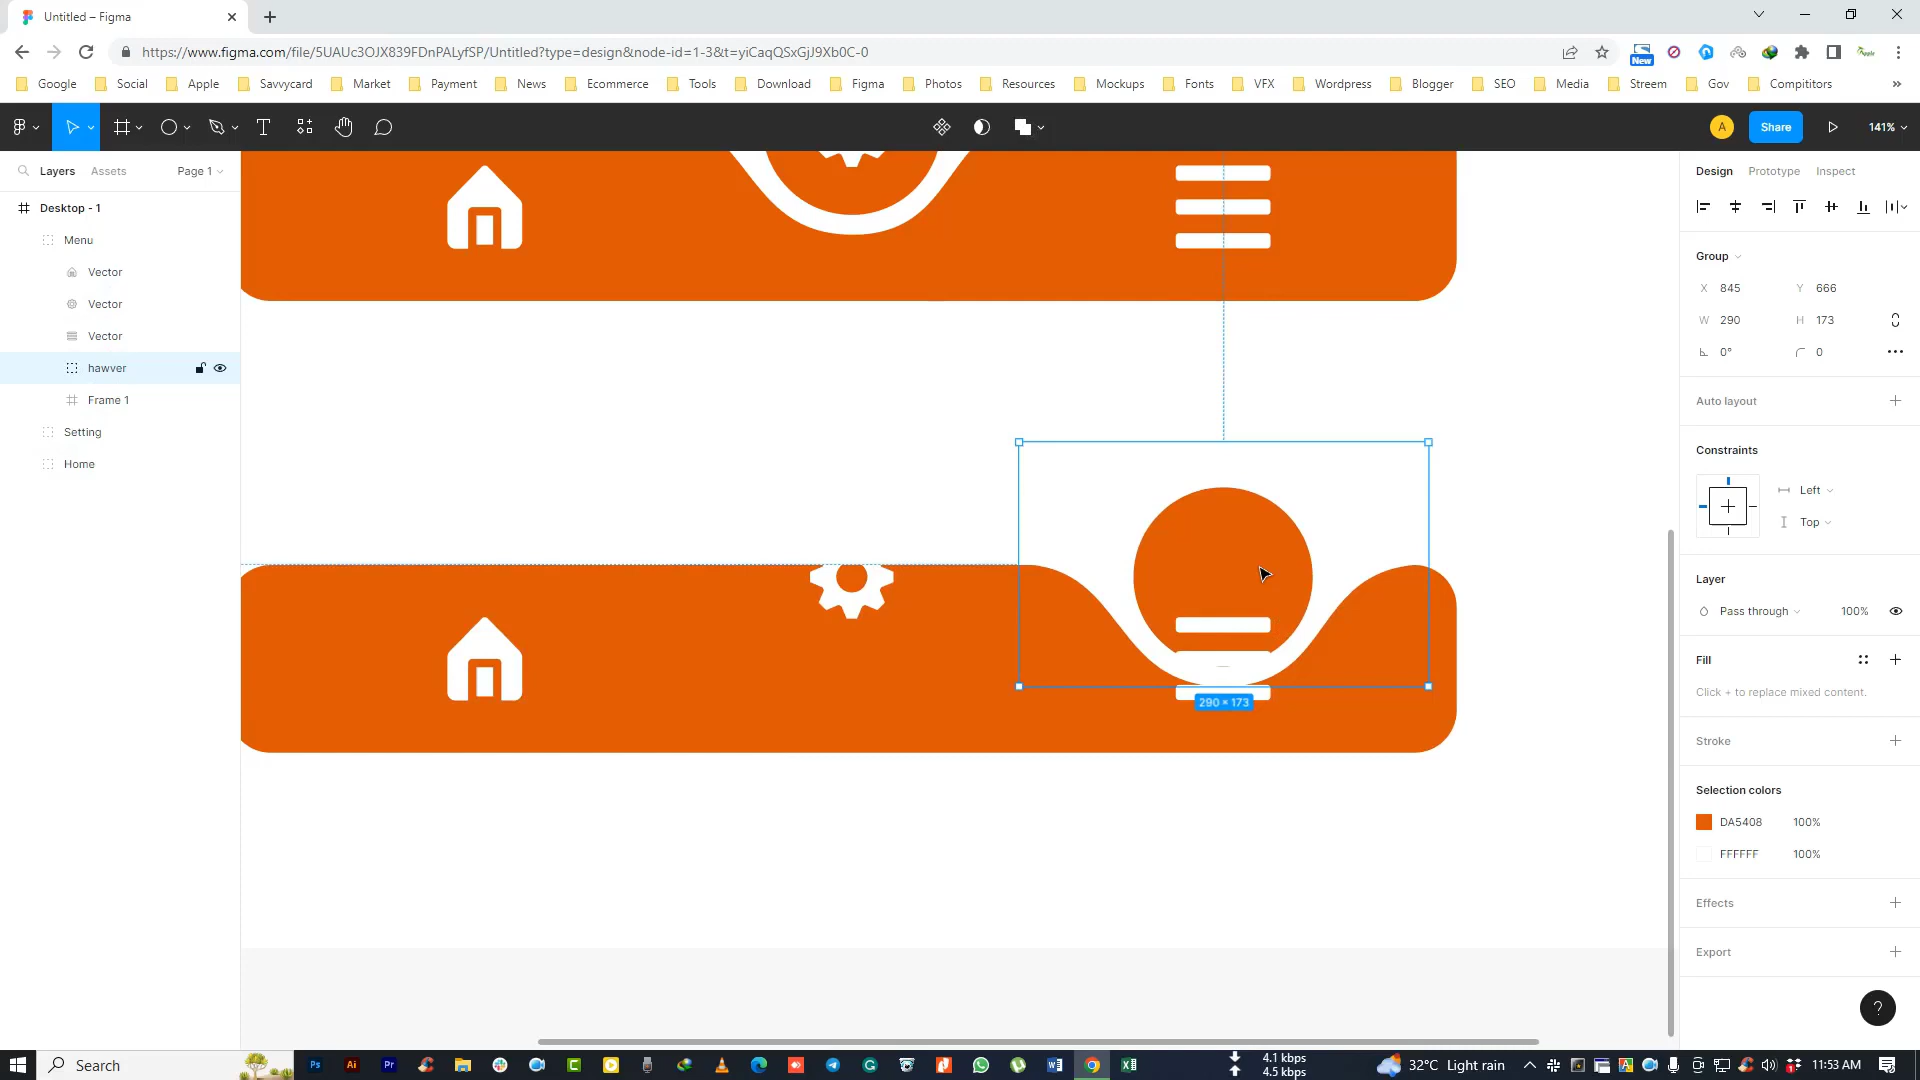 Untitled – Figma
https://www.figma.com/file/5UAUc3OJX839FDnPALyfSP/Untitled?type=design&node-id=1-3&t=yiCaqQSxGjJ9Xb0C-0
New
Google Social Apple Savvycard Market Payment News Ecommerce Tools Download Figma Photos Resources Mockups Fonts VFX Wordpress Blogger SEO Media Streem Gov Compititors »
A Share 141%
Layers Assets Page 1
Design Prototype Inspect
Desktop - 1
Menu
Vector
Vector
Vector
hawver
Frame 1
Setting
Home
290 × 173
Group
X 845 Y 666
W 290 H 173
0° 0
Auto layout
Constraints
Left
Top
Layer
Pass through 100%
Fill
Click + to replace mixed content.
Stroke
Selection colors
DA5408 100%
FFFFFF 100%
Effects
Export
?
Search
Ps Ai Pr
4.1 kbps
4.5 kbps
32°C Light rain
11:53 AM